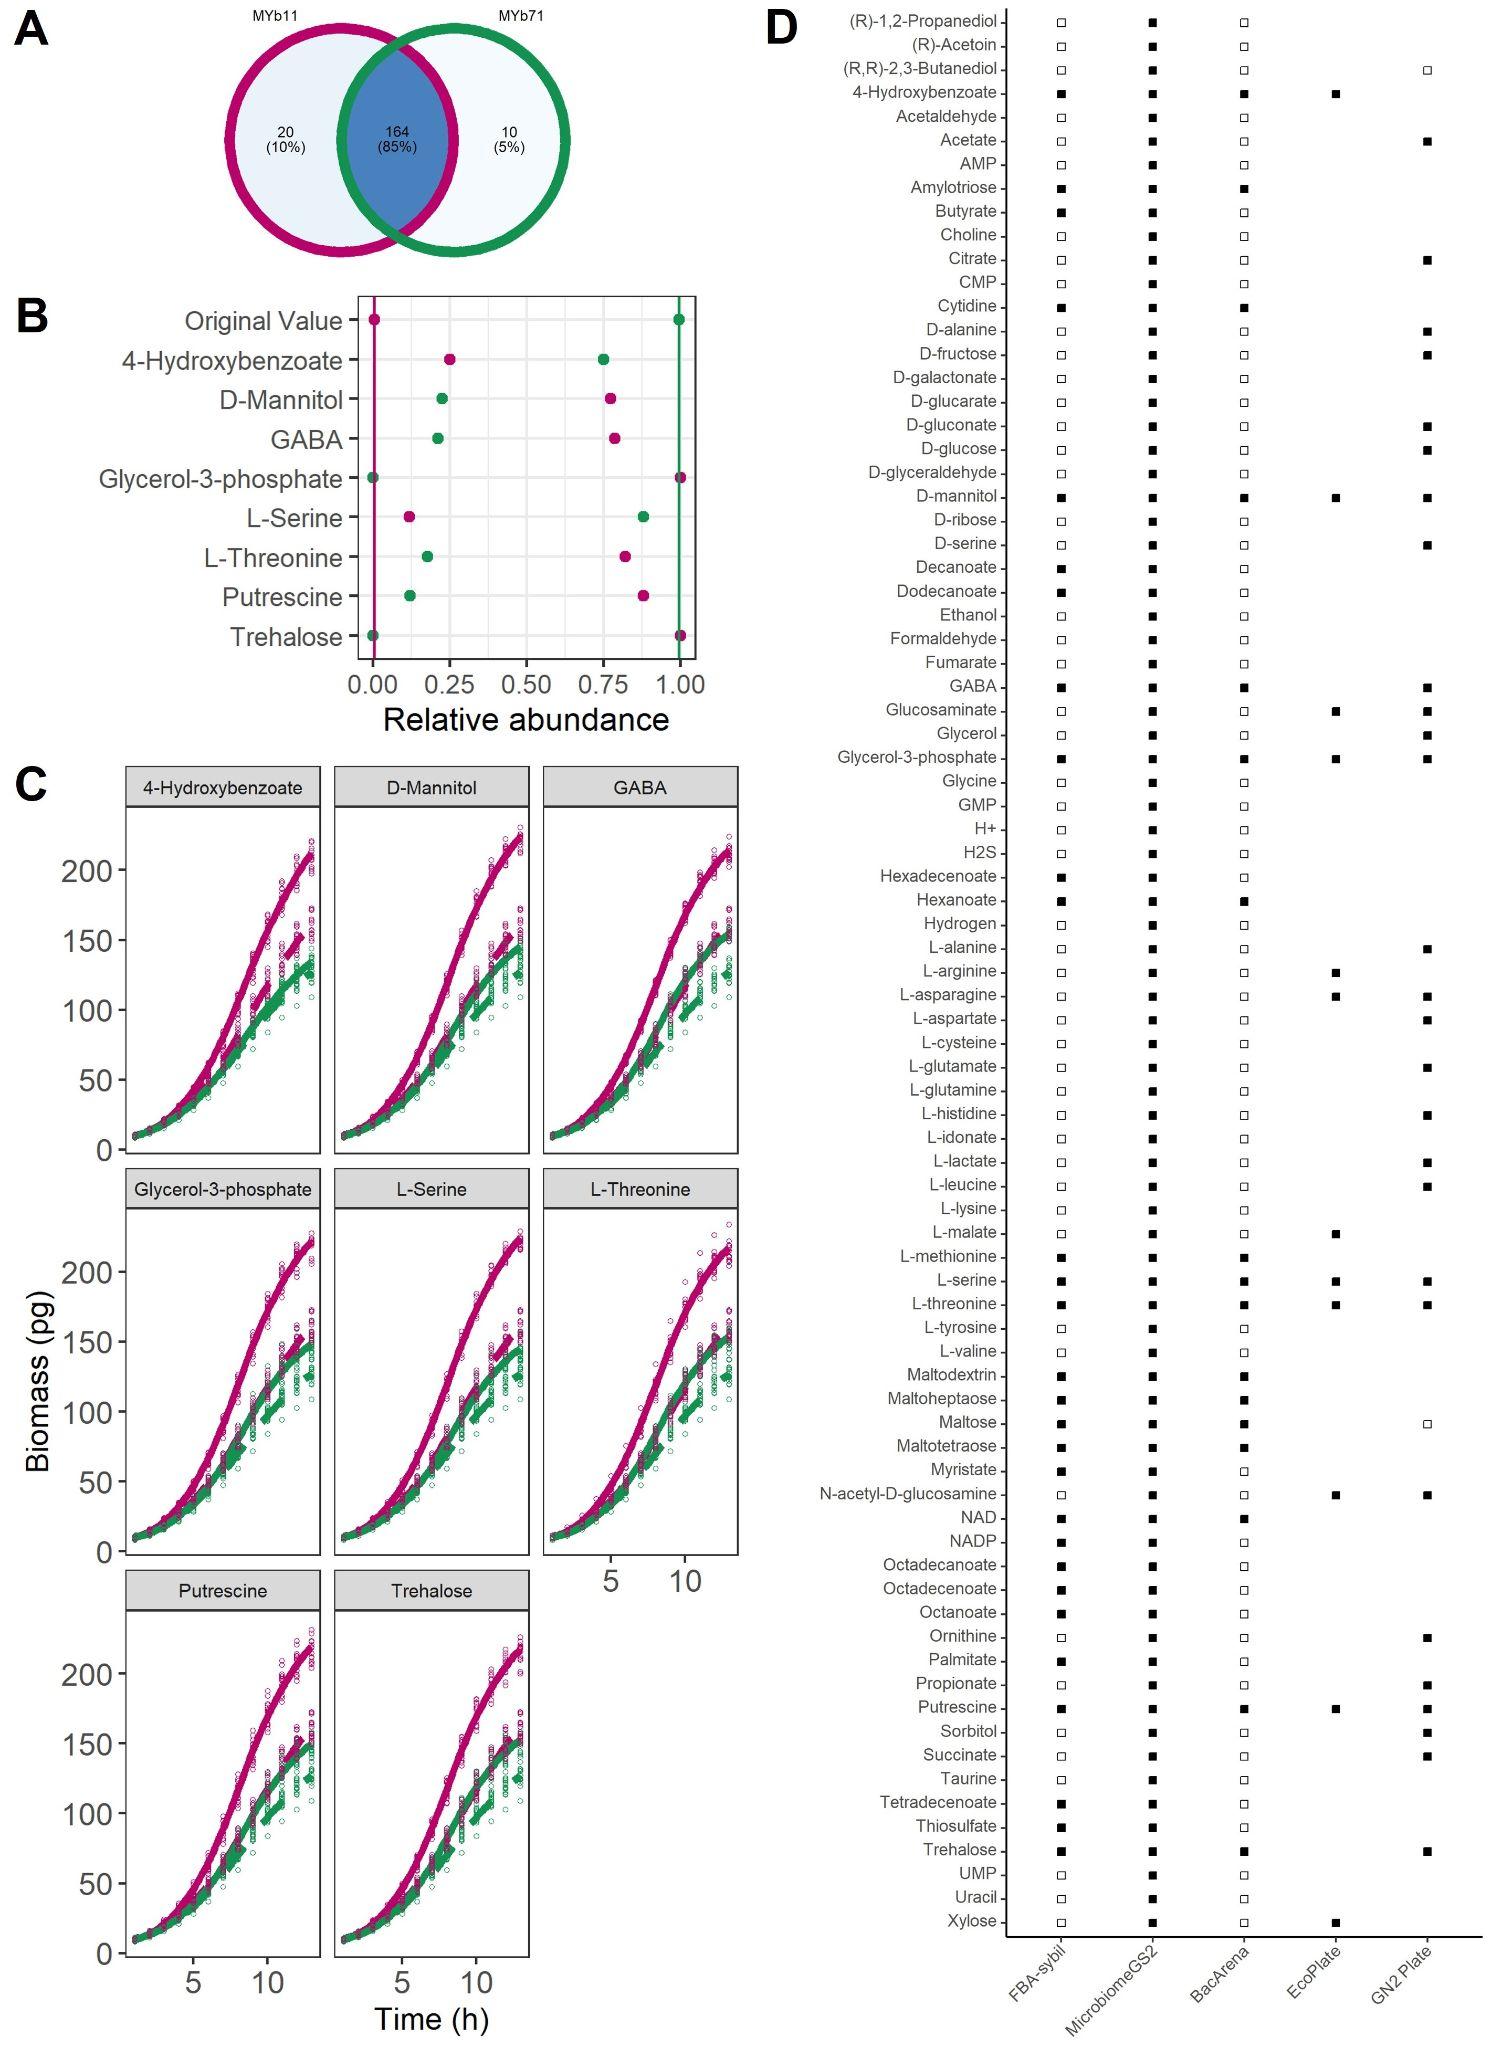 A
MYb11
MYb71
20
(10%)
164
(85%)
10
(5%)
B
Original Value
4-Hydroxybenzoate
D-Mannitol
GABA
Glycerol-3-phosphate
L-Serine
L-Threonine
Putrescine
Trehalose
0.00 0.25 0.50 0.75 1.00
Relative abundance
C
4-Hydroxybenzoate D-Mannitol GABA
200
150
100
50
0
Glycerol-3-phosphate L-Serine L-Threonine
200
150
100
50
0
5 10
Putrescine Trehalose
200
150
100
50
0
5 10 5 10
Biomass (pg)
Time (h)
D
(R)-1,2-Propanediol
(R)-Acetoin
(R,R)-2,3-Butanediol
4-Hydroxybenzoate
Acetaldehyde
Acetate
AMP
Amylotriose
Butyrate
Choline
Citrate
CMP
Cytidine
D-alanine
D-fructose
D-galactonate
D-glucarate
D-gluconate
D-glucose
D-glyceraldehyde
D-mannitol
D-ribose
D-serine
Decanoate
Dodecanoate
Ethanol
Formaldehyde
Fumarate
GABA
Glucosaminate
Glycerol
Glycerol-3-phosphate
Glycine
GMP
H+
H2S
Hexadecenoate
Hexanoate
Hydrogen
L-alanine
L-arginine
L-asparagine
L-aspartate
L-cysteine
L-glutamate
L-glutamine
L-histidine
L-idonate
L-lactate
L-leucine
L-lysine
L-malate
L-methionine
L-serine
L-threonine
L-tyrosine
L-valine
Maltodextrin
Maltoheptaose
Maltose
Maltotetraose
Myristate
N-acetyl-D-glucosamine
NAD
NADP
Octadecanoate
Octadecenoate
Octanoate
Ornithine
Palmitate
Propionate
Putrescine
Sorbitol
Succinate
Taurine
Tetradecenoate
Thiosulfate
Trehalose
UMP
Uracil
Xylose
FBA-sybil
MicrobiomeGS2
BacArena
EcoPlate
GN2 Plate